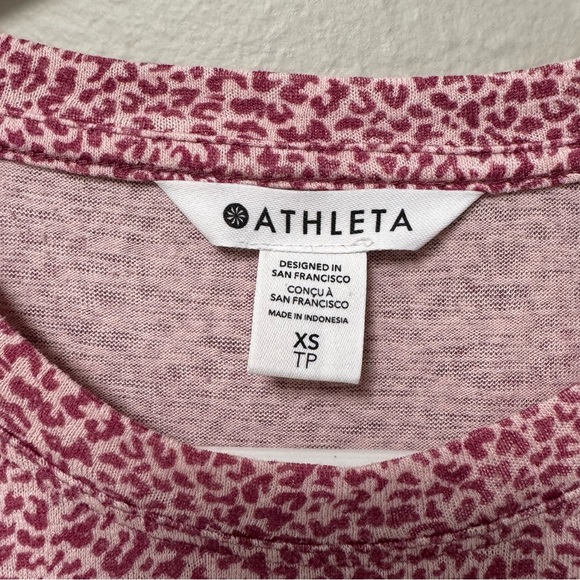 ATHLETA
DESIGNED IN
SAN FRANCISCO
CONÇU À
SAN FRANCISCO
MADE IN INDONESIA
XS
TP